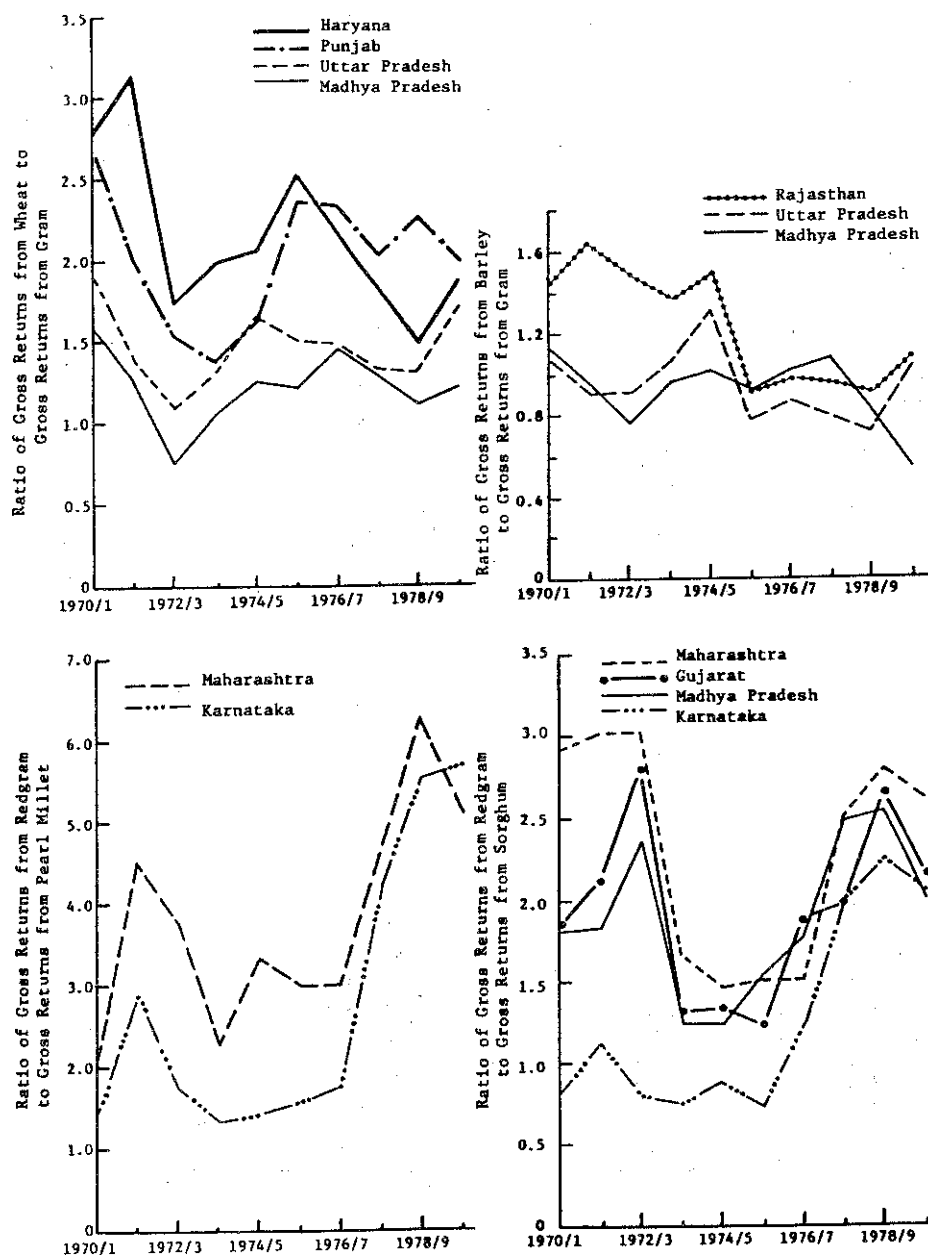 3.5
3.0
2.5
2.0
1.5
1.0
0.5
0
Ratio of Gross Returns from Wheat to
Gross Returns from Gram
Haryana
Punjab
Uttar Pradesh
Madhya Pradesh
1970/1 1972/3 1974/5 1976/7 1978/9
1.6
1.2
0.8
0.4
0
Ratio of Gross Returns from Barley
to Gross Returns from Gram
Rajasthan
Uttar Pradesh
Madhya Pradesh
1970/1 1972/3 1974/5 1976/7 1978/9
7.0
6.0
5.0
4.0
3.0
2.0
1.0
0
Ratio of Gross Returns from Redgram
to Gross Returns from Pearl Millet
Maharashtra
Karnataka
1970/1 1972/3 1974/5 1976/7 1978/9
3.5
3.0
2.5
2.0
1.5
1.0
0.5
0
Ratio of Gross Returns from Redgram
to Gross Returns from Sorghum
Maharashtra
Gujarat
Madhya Pradesh
Karnataka
1970/1 1972/3 1974/5 1976/7 1978/9